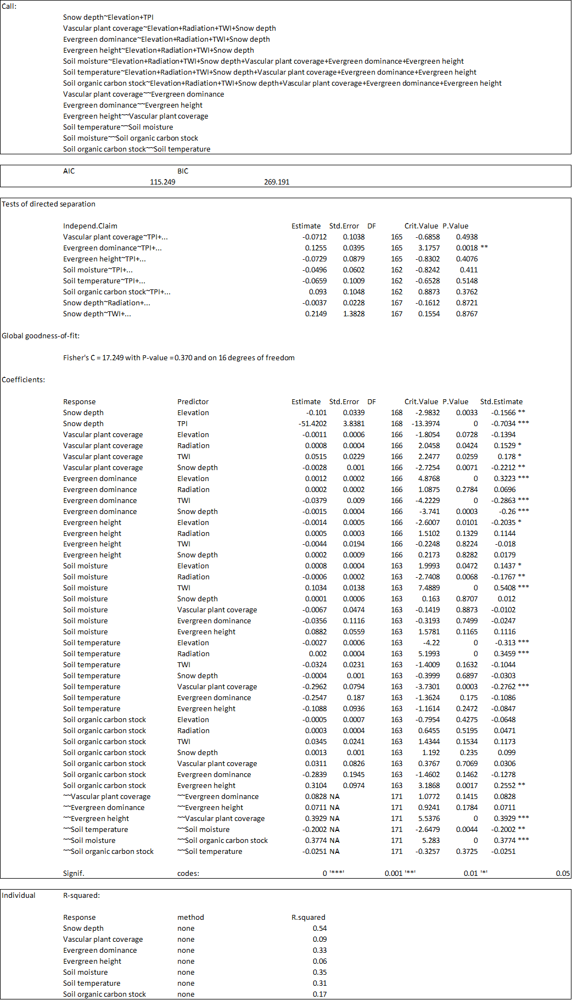 Call:
Snow depth~Elevation+TPI
Vascular plant coverage~Elevation+Radiation+TWI+Snow depth
Evergreen dominance~Elevation+Radiation+TWI+Snow depth
Evergreen height~Elevation+Radiation+TWI+Snow depth
Soil moisture~Elevation+Radiation+TWI+Snow depth+Vascular plant coverage+Evergreen dominance+Evergreen height
Soil temperature~Elevation+Radiation+TWI+Snow depth+Vascular plant coverage+Evergreen dominance+Evergreen height
Soil organic carbon stock~Elevation+Radiation+TWI+Snow depth+Vascular plant coverage+Evergreen dominance+Evergreen height
Vascular plant coverage~~Evergreen dominance
Evergreen dominance~~Evergreen height
Evergreen height~~Vascular plant coverage
Soil temperature~~Soil moisture
Soil moisture~~Soil organic carbon stock
Soil organic carbon stock~~Soil temperature
AIC BIC
115.249 269.191
Tests of directed separation
Independ.Claim Estimate Std.Error DF Crit.Value P.Value
Vascular plant coverage~TPI+... -0.0712 0.1038 165 -0.6858 0.4938
Evergreen dominance~TPI+... 0.1255 0.0395 165 3.1757 0.0018 **
Evergreen height~TPI+... -0.0729 0.0879 165 -0.8302 0.4076
Soil moisture~TPI+... -0.0496 0.0602 162 -0.8242 0.411
Soil temperature~TPI+... -0.0659 0.1009 162 -0.6528 0.5148
Soil organic carbon stock~TPI+... 0.093 0.1048 162 0.8873 0.3762
Snow depth~Radiation+... -0.0037 0.0228 167 -0.1612 0.8721
Snow depth~TWI+... 0.2149 1.3828 167 0.1554 0.8767
Global goodness-of-fit:
Fisher's C = 17.249 with P-value = 0.370 and on 16 degrees of freedom
Coefficients:
Response Predictor Estimate Std.Error DF Crit.Value P.Value Std.Estimate
Snow depth Elevation -0.101 0.0339 168 -2.9832 0.0033 -0.1566 **
Snow depth TPI -51.4202 3.8381 168 -13.3974 0 -0.7034 ***
Vascular plant coverage Elevation -0.0011 0.0006 166 -1.8054 0.0728 -0.1394
Vascular plant coverage Radiation 0.0008 0.0004 166 2.0458 0.0424 0.1529 *
Vascular plant coverage TWI 0.0515 0.0229 166 2.2477 0.0259 0.178 *
Vascular plant coverage Snow depth -0.0028 0.001 166 -2.7254 0.0071 -0.2212 **
Evergreen dominance Elevation 0.0012 0.0002 166 4.8768 0 0.3223 ***
Evergreen dominance Radiation 0.0002 0.0002 166 1.0875 0.2784 0.0696
Evergreen dominance TWI -0.0379 0.009 166 -4.2229 0 -0.2863 ***
Evergreen dominance Snow depth -0.0015 0.0004 166 -3.741 0.0003 -0.26 ***
Evergreen height Elevation -0.0014 0.0005 166 -2.6007 0.0101 -0.2035 *
Evergreen height Radiation 0.0005 0.0003 166 1.5102 0.1329 0.1144
Evergreen height TWI -0.0044 0.0194 166 -0.2248 0.8224 -0.018
Evergreen height Snow depth 0.0002 0.0009 166 0.2173 0.8282 0.0179
Soil moisture Elevation 0.0008 0.0004 163 1.9993 0.0472 0.1437 *
Soil moisture Radiation -0.0006 0.0002 163 -2.7408 0.0068 -0.1767 **
Soil moisture TWI 0.1034 0.0138 163 7.4889 0 0.5408 ***
Soil moisture Snow depth 0.0001 0.0006 163 0.163 0.8707 0.012
Soil moisture Vascular plant coverage -0.0067 0.0474 163 -0.1419 0.8873 -0.0102
Soil moisture Evergreen dominance -0.0356 0.1116 163 -0.3193 0.7499 -0.0247
Soil moisture Evergreen height 0.0882 0.0559 163 1.5781 0.1165 0.1116
Soil temperature Elevation -0.0027 0.0006 163 -4.22 0 -0.313 ***
Soil temperature Radiation 0.002 0.0004 163 5.1993 0 0.3459 ***
Soil temperature TWI -0.0324 0.0231 163 -1.4009 0.1632 -0.1044
Soil temperature Snow depth -0.0004 0.001 163 -0.3999 0.6897 -0.0303
Soil temperature Vascular plant coverage -0.2962 0.0794 163 -3.7301 0.0003 -0.2762 ***
Soil temperature Evergreen dominance -0.2547 0.187 163 -1.3624 0.175 -0.1086
Soil temperature Evergreen height -0.1088 0.0936 163 -1.1614 0.2472 -0.0847
Soil organic carbon stock Elevation -0.0005 0.0007 163 -0.7954 0.4275 -0.0648
Soil organic carbon stock Radiation 0.0003 0.0004 163 0.6455 0.5195 0.0471
Soil organic carbon stock TWI 0.0345 0.0241 163 1.4344 0.1534 0.1173
Soil organic carbon stock Snow depth 0.0013 0.001 163 1.192 0.235 0.099
Soil organic carbon stock Vascular plant coverage 0.0311 0.0826 163 0.3767 0.7069 0.0306
Soil organic carbon stock Evergreen dominance -0.2839 0.1945 163 -1.4602 0.1462 -0.1278
Soil organic carbon stock Evergreen height 0.3104 0.0974 163 3.1868 0.0017 0.2552 **
~~Vascular plant coverage ~~Evergreen dominance 0.0828 NA 171 1.0772 0.1415 0.0828
~~Evergreen dominance ~~Evergreen height 0.0711 NA 171 0.9241 0.1784 0.0711
~~Evergreen height ~~Vascular plant coverage 0.3929 NA 171 5.5376 0 0.3929 ***
~~Soil temperature ~~Soil moisture -0.2002 NA 171 -2.6479 0.0044 -0.2002 **
~~Soil moisture ~~Soil organic carbon stock 0.3774 NA 171 5.283 0 0.3774 ***
~~Soil organic carbon stock ~~Soil temperature -0.0251 NA 171 -0.3257 0.3725 -0.0251
Signif. codes: 0 '***' 0.001 '**' 0.01 '*' 0.05
Individual R-squared:
Response method R.squared
Snow depth none 0.54
Vascular plant coverage none 0.09
Evergreen dominance none 0.33
Evergreen height none 0.06
Soil moisture none 0.35
Soil temperature none 0.31
Soil organic carbon stock none 0.17